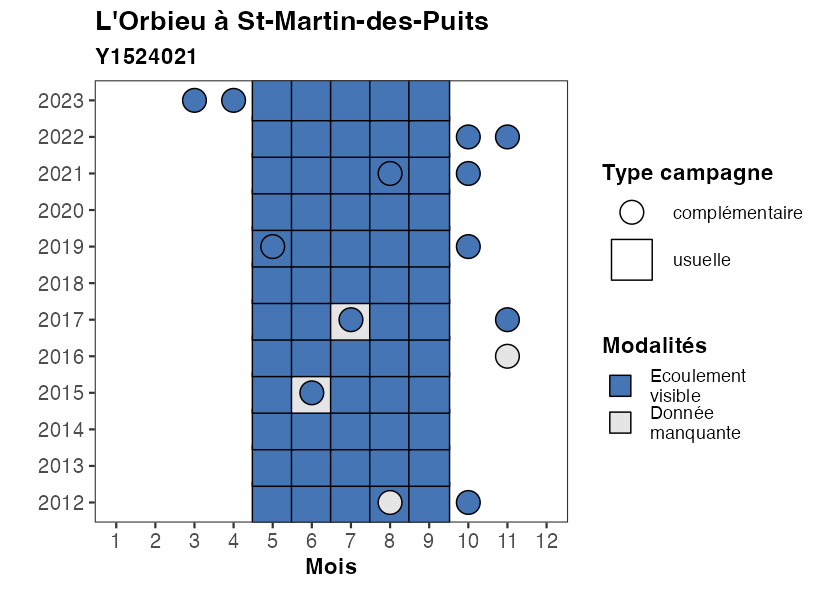 L'Orbieu à St-Martin-des-Puits
Y1524021
2023
2022
2021
2020
2019
2018
2017
2016
2015
2014
2013
2012
1 2 3 4 5 6 7 8 9 10 11 12
Mois
Type campagne
complémentaire
usuelle
Modalités
Ecoulement
visible
Donnée
manquante